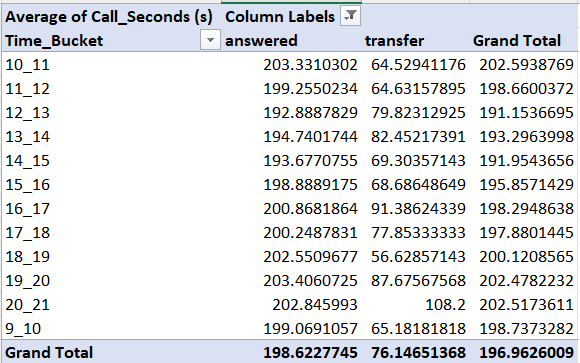 Average of Call_Seconds (s) Column Labels
Time_Bucket answered transfer Grand Total
10_11 203.3310302 64.52941176 202.5938769
11_12 199.2550234 64.63157895 198.6600372
12_13 192.8887829 79.82312925 191.1536695
13_14 194.7401744 82.45217391 193.2963998
14_15 193.6770755 69.30357143 191.9543656
15_16 198.8889175 68.68648649 195.8571429
16_17 200.8681864 91.38624339 198.2948638
17_18 200.2487831 77.85333333 197.8801445
18_19 202.5509677 56.62857143 200.1208565
19_20 203.4060725 87.67567568 202.4782232
20_21 202.845993 108.2 202.5173611
9_10 199.0691057 65.18181818 198.7373282
Grand Total 198.6227745 76.14651368 196.9626009